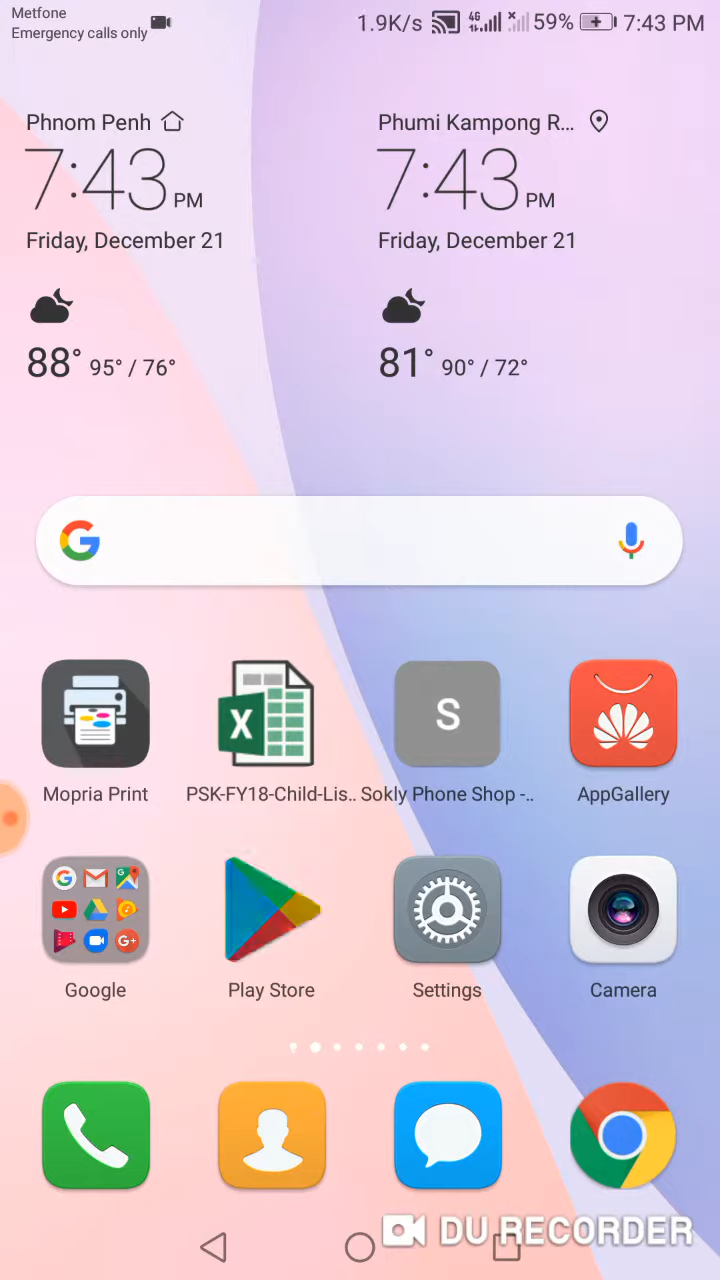 Metfone
Emergency calls only
1.9K/s 4G 59% 7:43 PM
Phnom Penh
7:43 PM
Friday, December 21
88° 95° / 76°
Phumi Kampong R...
7:43 PM
Friday, December 21
81° 90° / 72°
G
X
S
Mopria Print
PSK-FY18-Child-Lis..
Sokly Phone Shop -..
AppGallery
G+
Google
Play Store
Settings
Camera
DU RECORDER